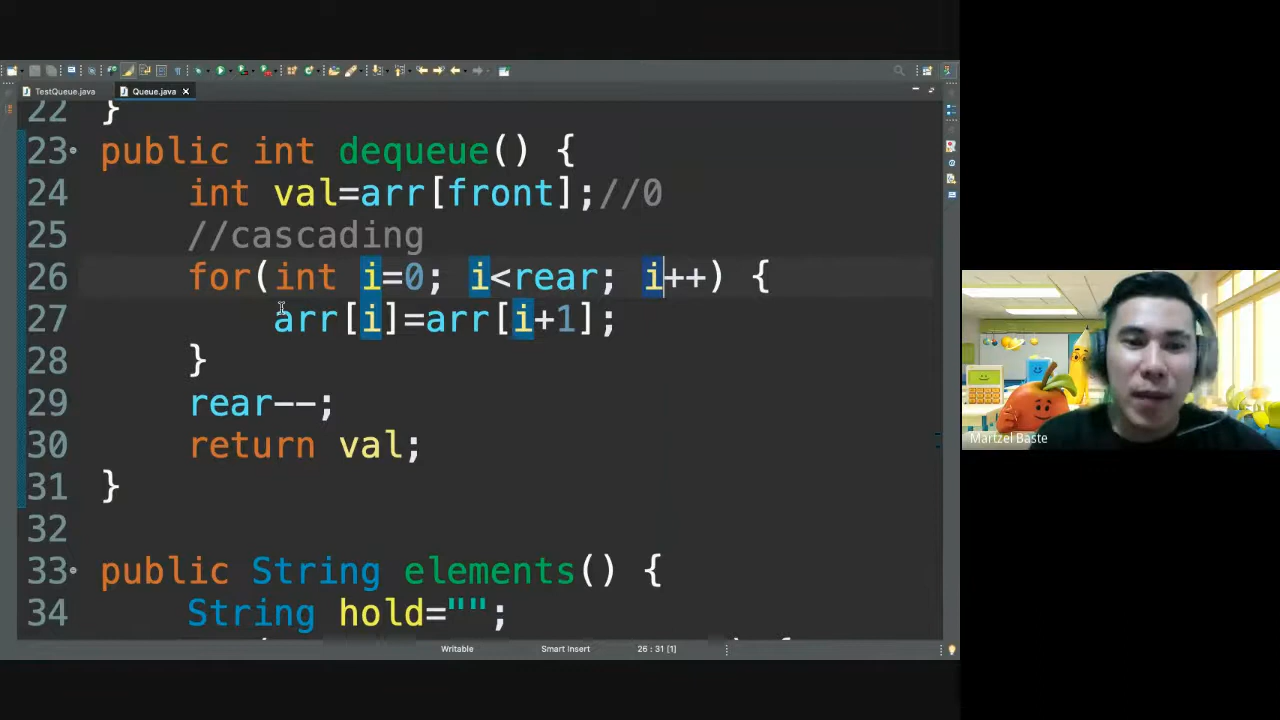 TestQueue.java
Queue.java
22 }
23 public int dequeue() {
24 int val=arr[front];//0
25 //cascading
26 for(int i=0; i<rear; i++) {
27 arr[i]=arr[i+1];
28 }
29 rear--;
30 return val;
31 }
32
33 public String elements() {
34 String hold="";
Writable Smart Insert 26 : 31 [1]
Martzel Baste